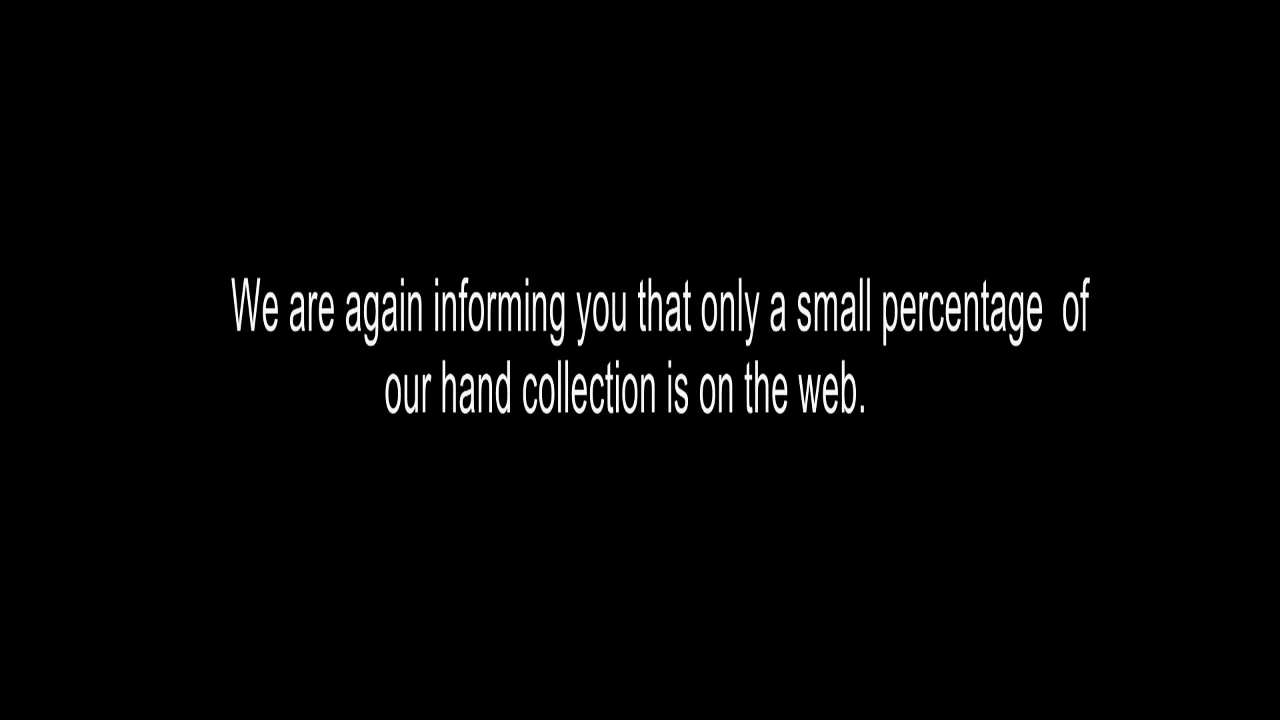 We are again informing you that only a small percentage  of
our hand collection is on the web.